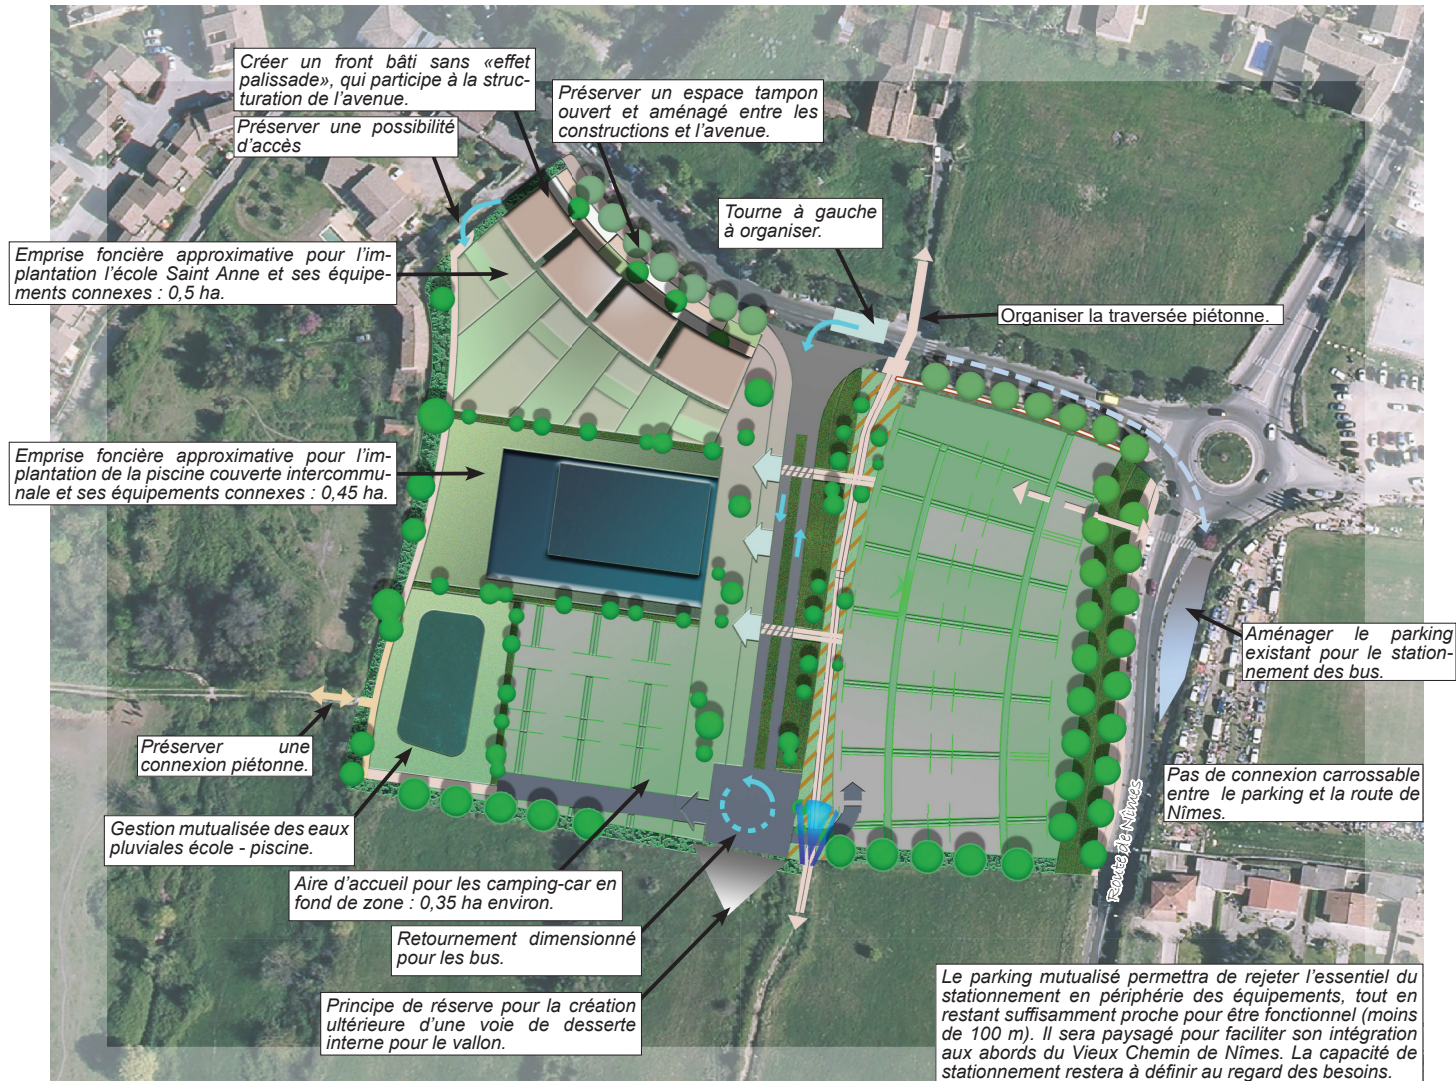 Créer un front bâti sans «effet
palissade», qui participe à la struc-
turation de l'avenue.
Préserver une possibilité
d'accès
Préserver un espace tampon
ouvert et aménagé entre les
constructions et l'avenue.
Tourne à gauche
à organiser.
Emprise foncière approximative pour l'im-
plantation l'école Saint Anne et ses équipe-
ments connexes : 0,5 ha.
Organiser la traversée piétonne.
Emprise foncière approximative pour l'im-
plantation de la piscine couverte intercommu-
nale et ses équipements connexes : 0,45 ha.
Aménager le parking
existant pour le station-
nement des bus.
Préserver une
connexion piétonne.
Pas de connexion carrossable
entre le parking et la route de
Nîmes.
Route de Nîmes
Gestion mutualisée des eaux
pluviales école - piscine.
Aire d'accueil pour les camping-car en
fond de zone : 0,35 ha environ.
Retournement dimensionné
pour les bus.
Principe de réserve pour la création
ultérieure d'une voie de desserte
interne pour le vallon.
Le parking mutualisé permettra de rejeter l'essentiel du
stationnement en périphérie des équipements, tout en
restant suffisamment proche pour être fonctionnel (moins
de 100 m). Il sera paysagé pour faciliter son intégration
aux abords du Vieux Chemin de Nîmes. La capacité de
stationnement restera à définir au regard des besoins.